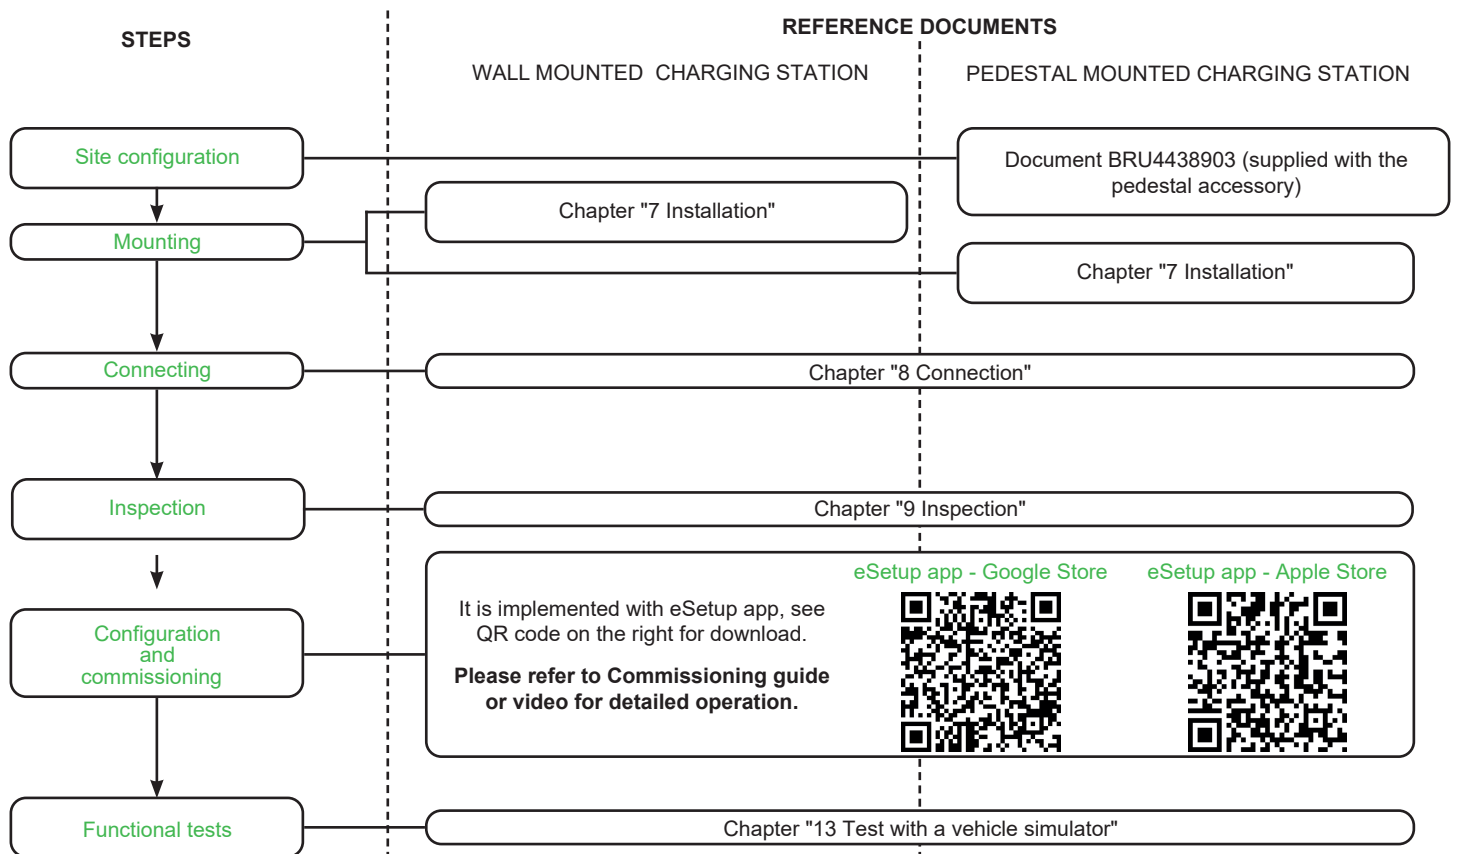 STEPS
REFERENCE DOCUMENTS
WALL MOUNTED CHARGING STATION
PEDESTAL MOUNTED CHARGING STATION
Site configuration
Document BRU4438903 (supplied with the
pedestal accessory)
Mounting
Chapter "7 Installation"
Chapter "7 Installation"
Connecting
Chapter "8 Connection"
Inspection
Chapter "9 Inspection"
Configuration
and
commissioning
It is implemented with eSetup app, see
QR code on the right for download.
Please refer to Commissioning guide
or video for detailed operation.
eSetup app - Google Store
eSetup app - Apple Store
Functional tests
Chapter "13 Test with a vehicle simulator"